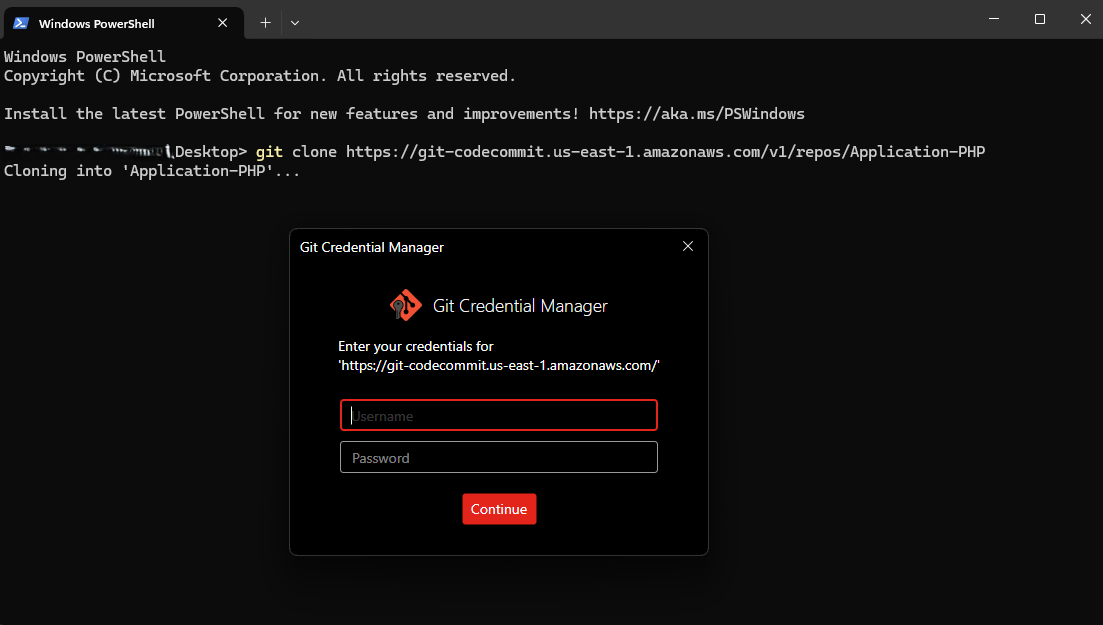 Windows PowerShell
Windows PowerShell
Copyright (C) Microsoft Corporation. All rights reserved.
Install the latest PowerShell for new features and improvements! https://aka.ms/PSWindows
\Desktop> git clone https://git-codecommit.us-east-1.amazonaws.com/v1/repos/Application-PHP
Cloning into 'Application-PHP'...
Git Credential Manager
Git Credential Manager
Enter your credentials for
'https://git-codecommit.us-east-1.amazonaws.com/'
Username
Password
Continue